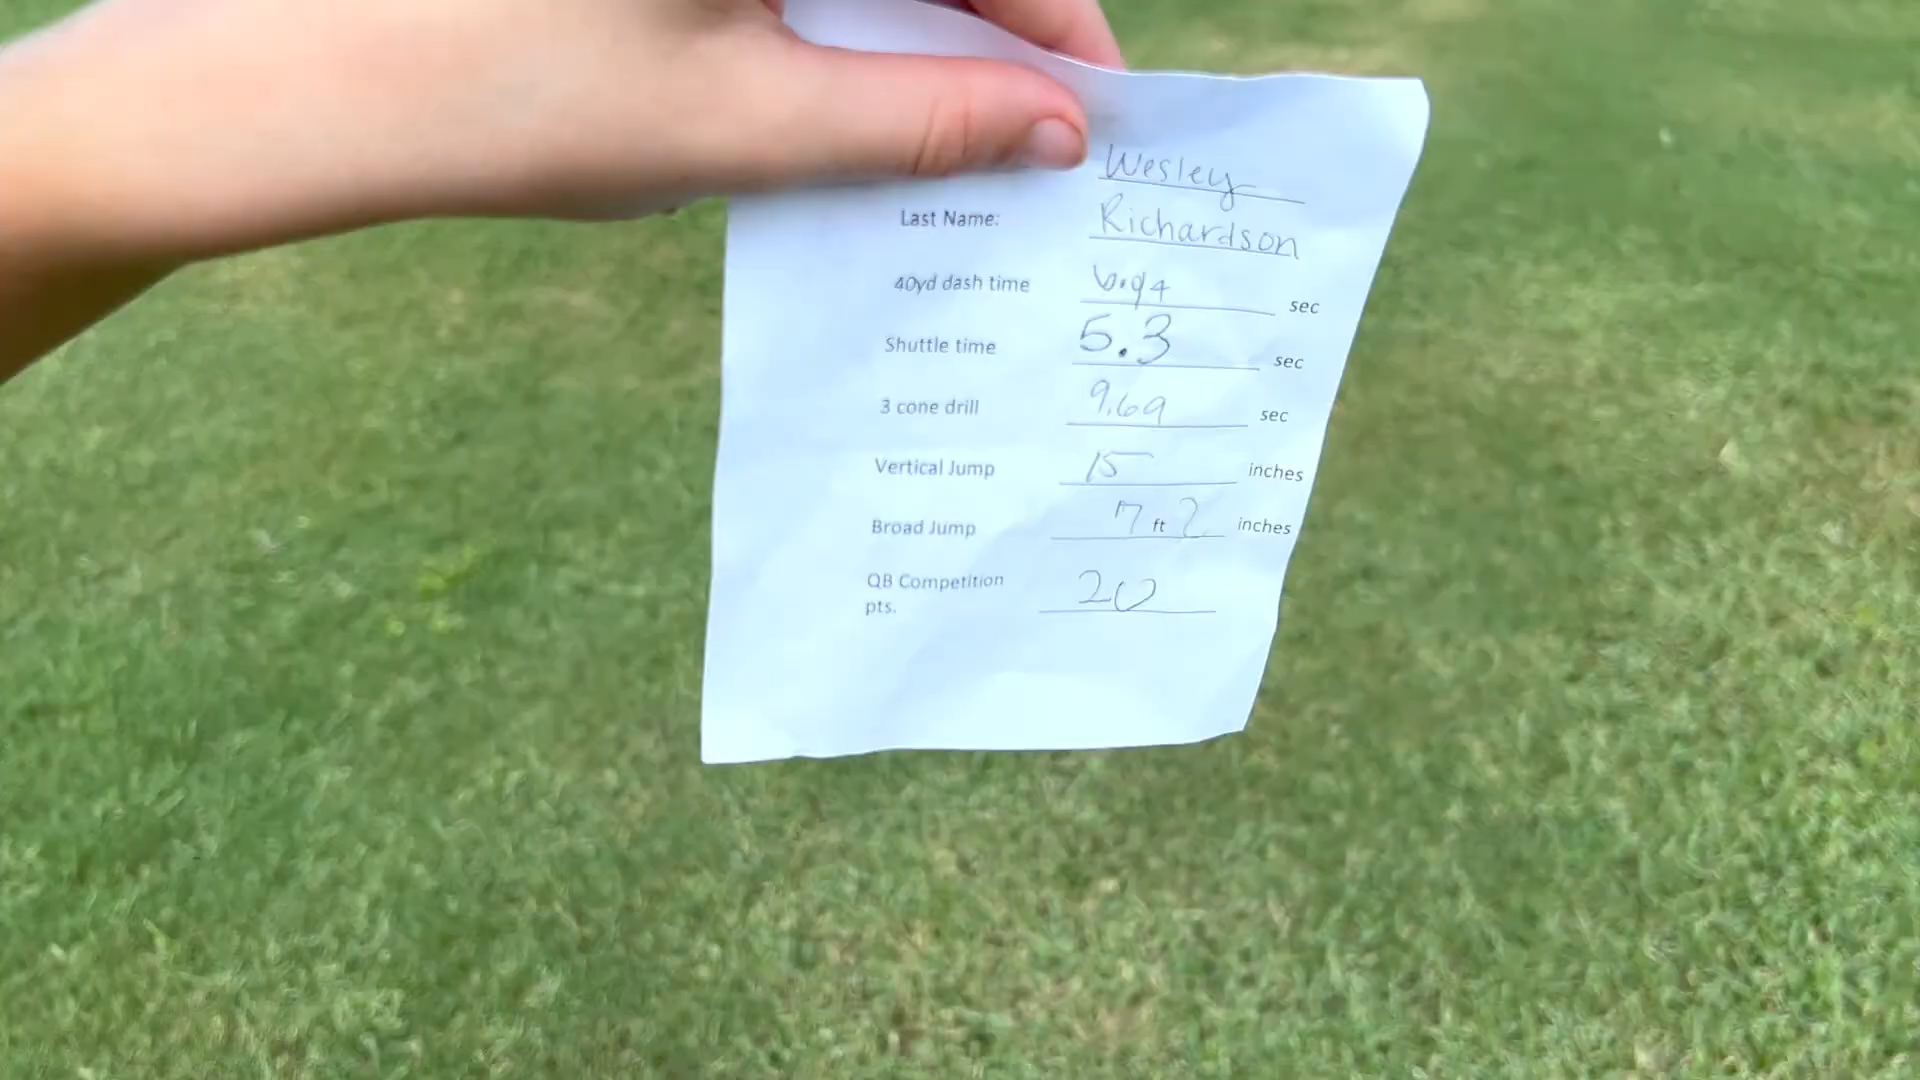 Wesley
Last Name: Richardson
40yd dash time 6.94 sec
Shuttle time 5.3 sec
3 cone drill 9.69 sec
Vertical Jump 15 inches
Broad Jump 7 ft 2 inches
QB Competition pts. 20